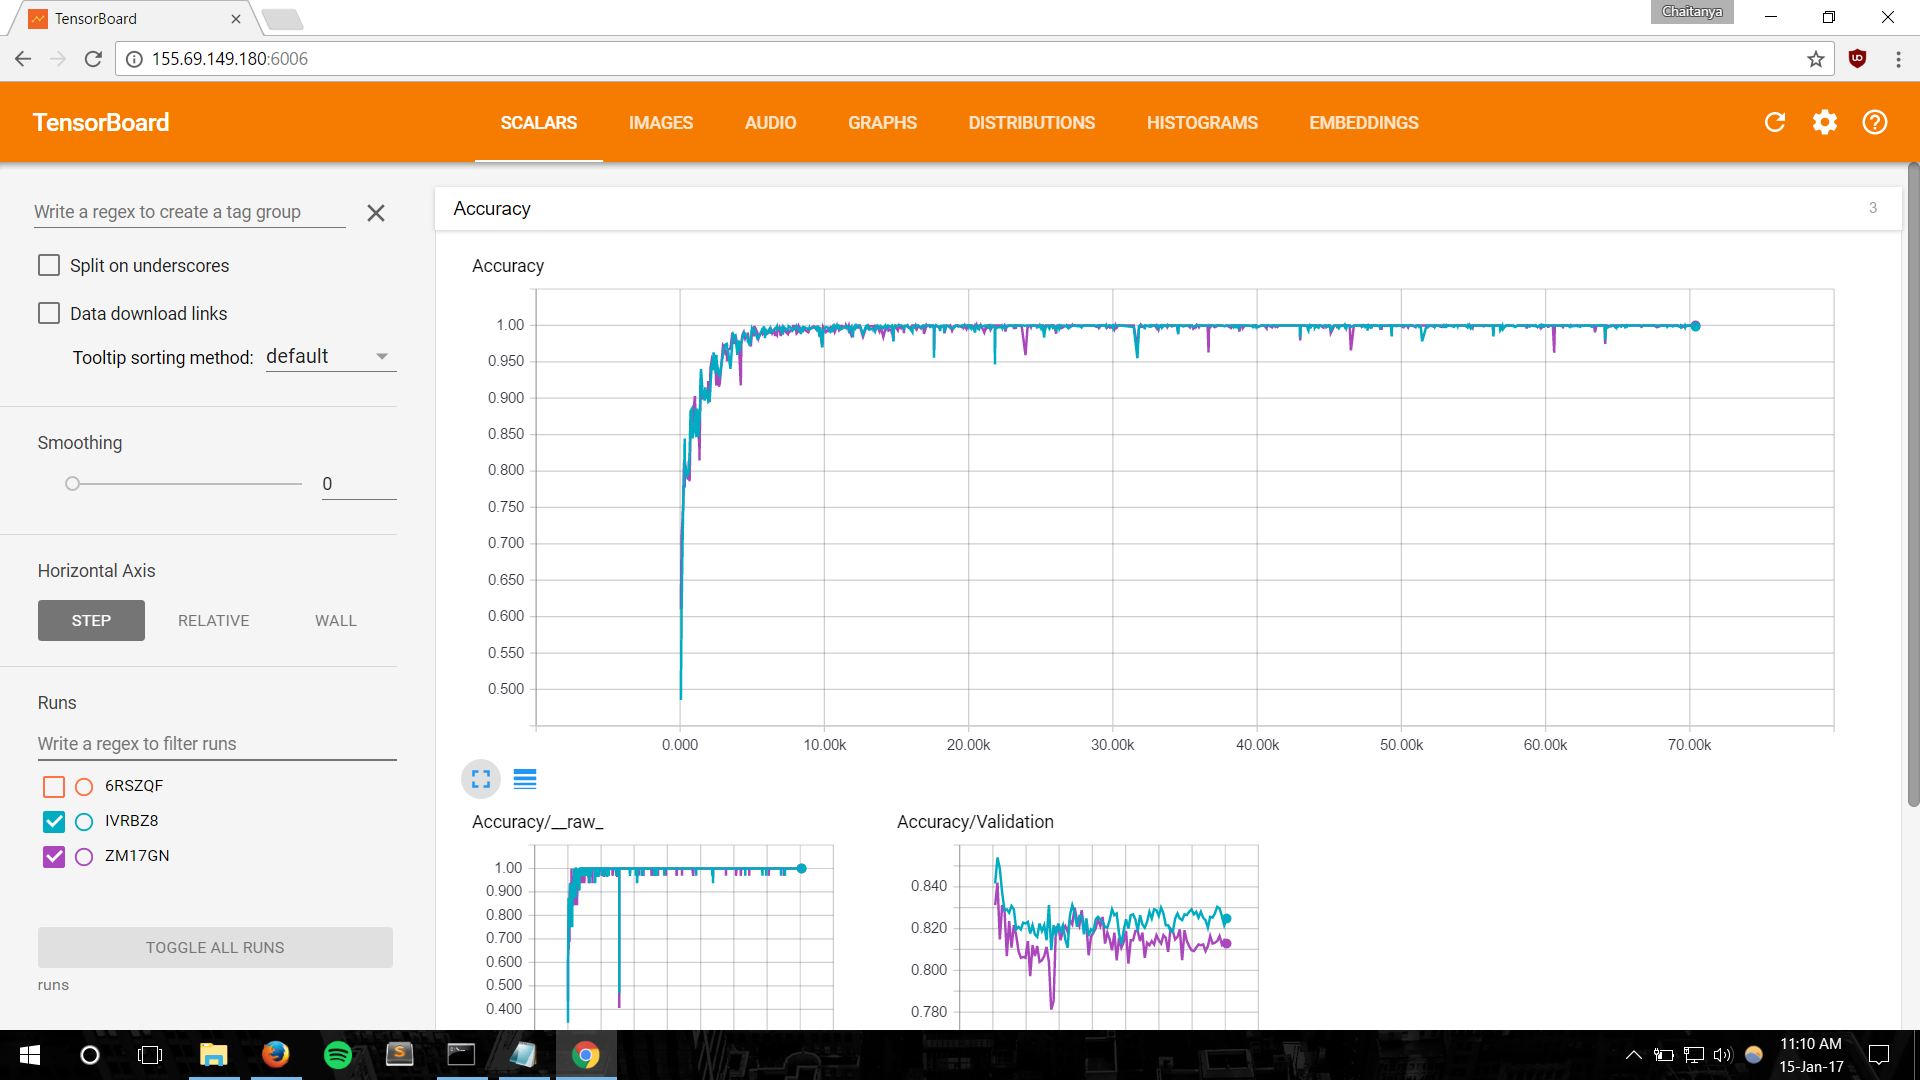 TensorBoard
Chaitanya
155.69.149.180:6006
TensorBoard
SCALARS IMAGES AUDIO GRAPHS DISTRIBUTIONS HISTOGRAMS EMBEDDINGS
Write a regex to create a tag group
Split on underscores
Data download links
Tooltip sorting method: default
Smoothing
0
Horizontal Axis
STEP RELATIVE WALL
Runs
Write a regex to filter runs
6RSZQF
IVRBZ8
ZM17GN
TOGGLE ALL RUNS
runs
Accuracy 3
Accuracy
1.00
0.950
0.900
0.850
0.800
0.750
0.700
0.650
0.600
0.550
0.500
0.000 10.00k 20.00k 30.00k 40.00k 50.00k 60.00k 70.00k
Accuracy/__raw_
1.00
0.900
0.800
0.700
0.600
0.500
0.400
Accuracy/Validation
0.840
0.820
0.800
0.780
11:10 AM
15-Jan-17